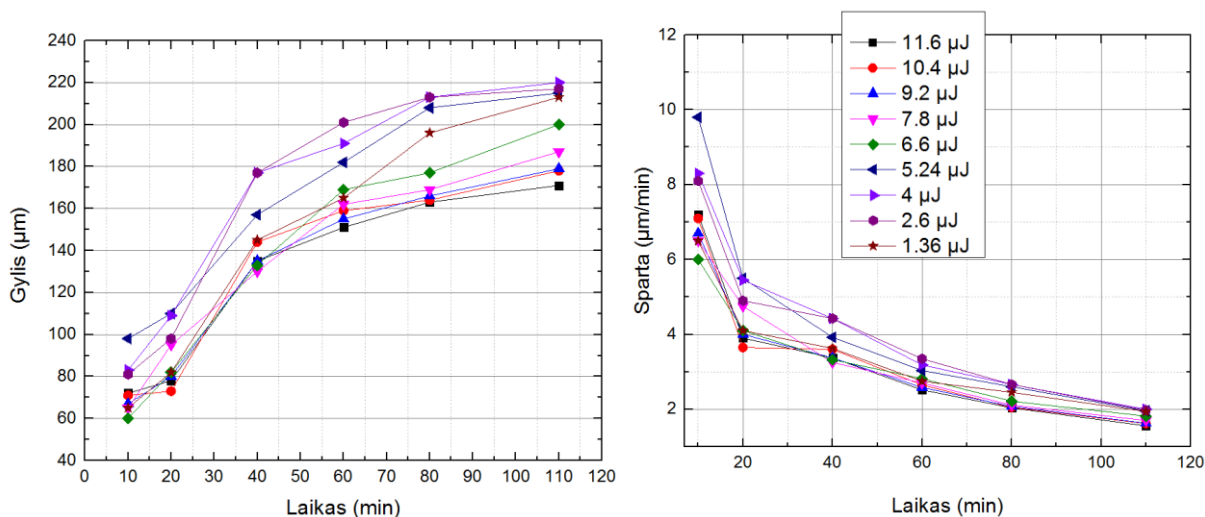 240
220
200
180
160
140
120
100
80
60
40
Gylis (µm)
0 10 20 30 40 50 60 70 80 90 100 110 120
Laikas (min)
12
10
8
6
4
2
Sparta (µm/min)
20 40 60 80 100 120
Laikas (min)
11.6 µJ
10.4 µJ
9.2 µJ
7.8 µJ
6.6 µJ
5.24 µJ
4 µJ
2.6 µJ
1.36 µJ